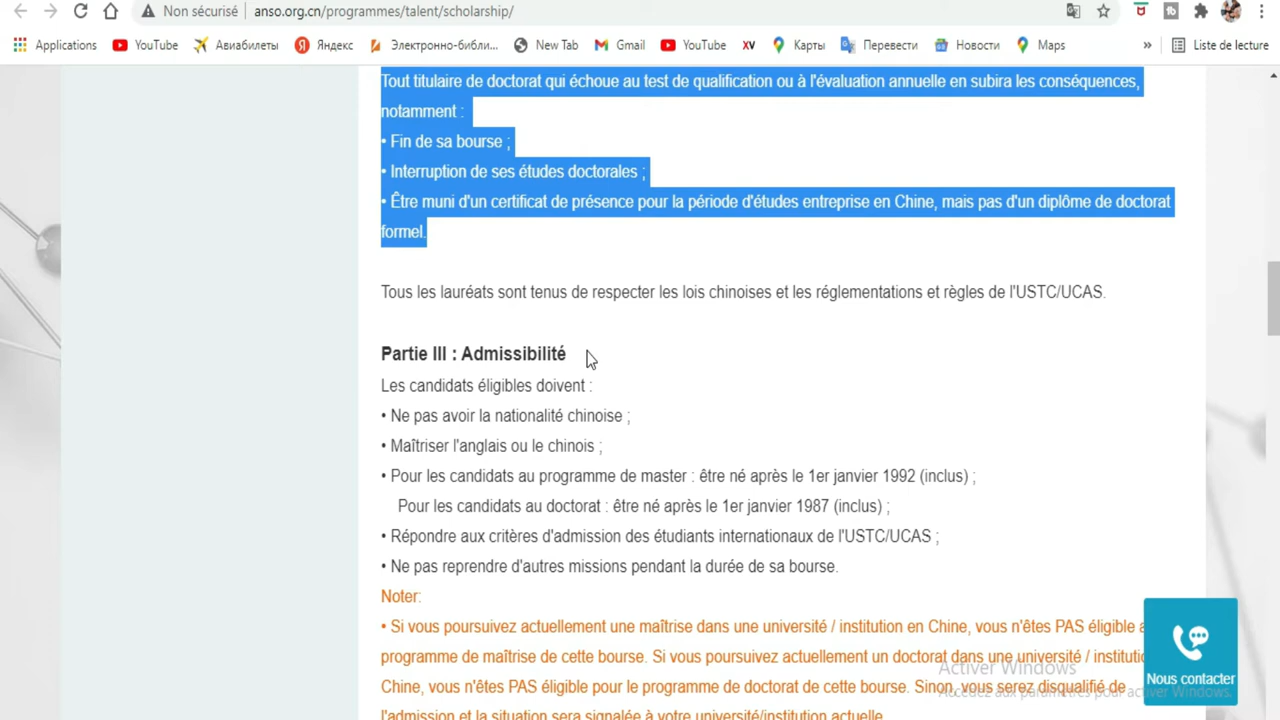 Non sécurisé anso.org.cn/programmes/talent/scholarship/
Applications YouTube Авиабилеты Яндекс Электронно-библи... New Tab Gmail YouTube XV Карты Перевести Новости Maps » Liste de lecture
Tout titulaire de doctorat qui échoue au test de qualification ou à l'évaluation annuelle en subira les conséquences,
notamment :
• Fin de sa bourse ;
• Interruption de ses études doctorales ;
• Être muni d'un certificat de présence pour la période d'études entreprise en Chine, mais pas d'un diplôme de doctorat
formel.
Tous les lauréats sont tenus de respecter les lois chinoises et les réglementations et règles de l'USTC/UCAS.
Partie III : Admissibilité
Les candidats éligibles doivent :
• Ne pas avoir la nationalité chinoise ;
• Maîtriser l'anglais ou le chinois ;
• Pour les candidats au programme de master : être né après le 1er janvier 1992 (inclus) ;
Pour les candidats au doctorat : être né après le 1er janvier 1987 (inclus) ;
• Répondre aux critères d'admission des étudiants internationaux de l'USTC/UCAS ;
• Ne pas reprendre d'autres missions pendant la durée de sa bourse.
Noter:
• Si vous poursuivez actuellement une maîtrise dans une université / institution en Chine, vous n'êtes PAS éligible
programme de maîtrise de cette bourse. Si vous poursuivez actuellement un doctorat dans une université /
Chine, vous n'êtes PAS éligible pour le programme de doctorat de cette bourse. Sinon, vous serez disqualifié de
l'admission et la situation sera signalée à votre université/institution actuelle.
Nous contacter
Activer Windows
Accédez aux paramètres pour activer Windows.